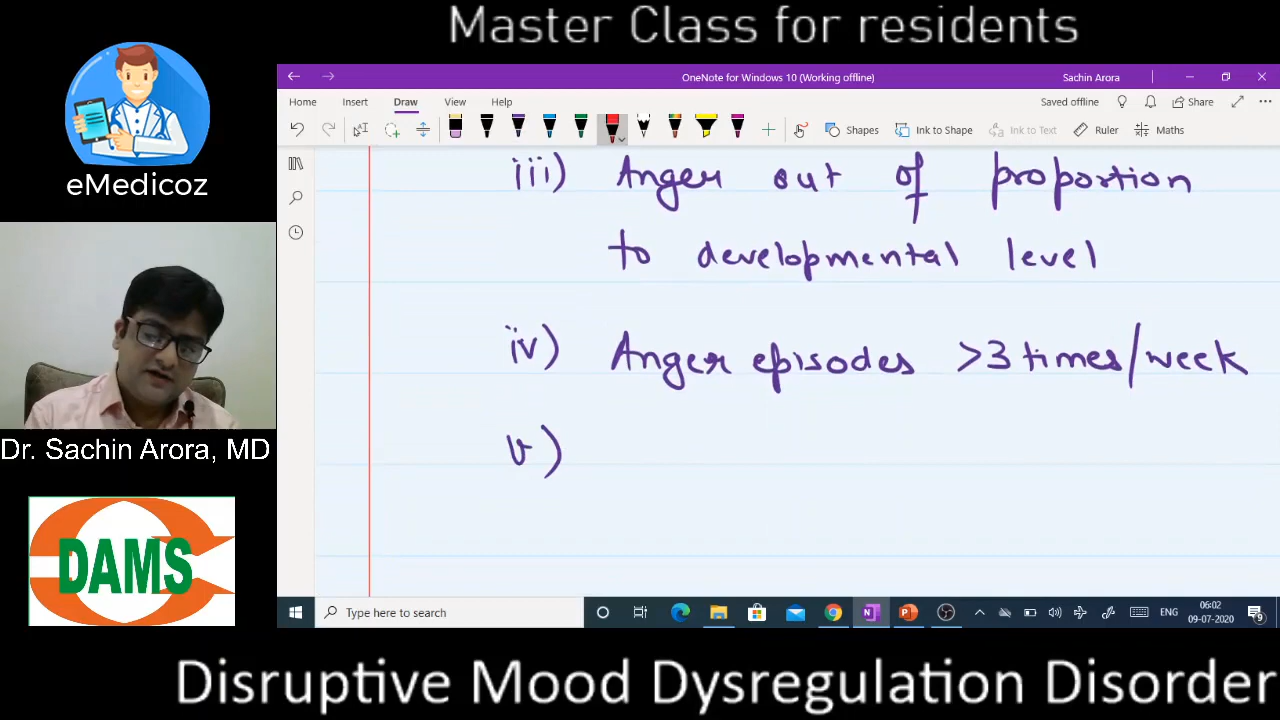 Master Class for residents
eMedicoz
OneNote for Windows 10 (Working offline)
Sachin Arora
Home Insert Draw View Help
Saved offline
Share
Shapes
Ink to Shape
Ink to Text
Ruler
Maths
iii) Anger out of proportion
to developmental level
iv) Anger episodes >3 times/week
v)
Dr. Sachin Arora, MD
DAMS
Type here to search
ENG
06:02
09-07-2020
9
Disruptive Mood Dysregulation Disorder